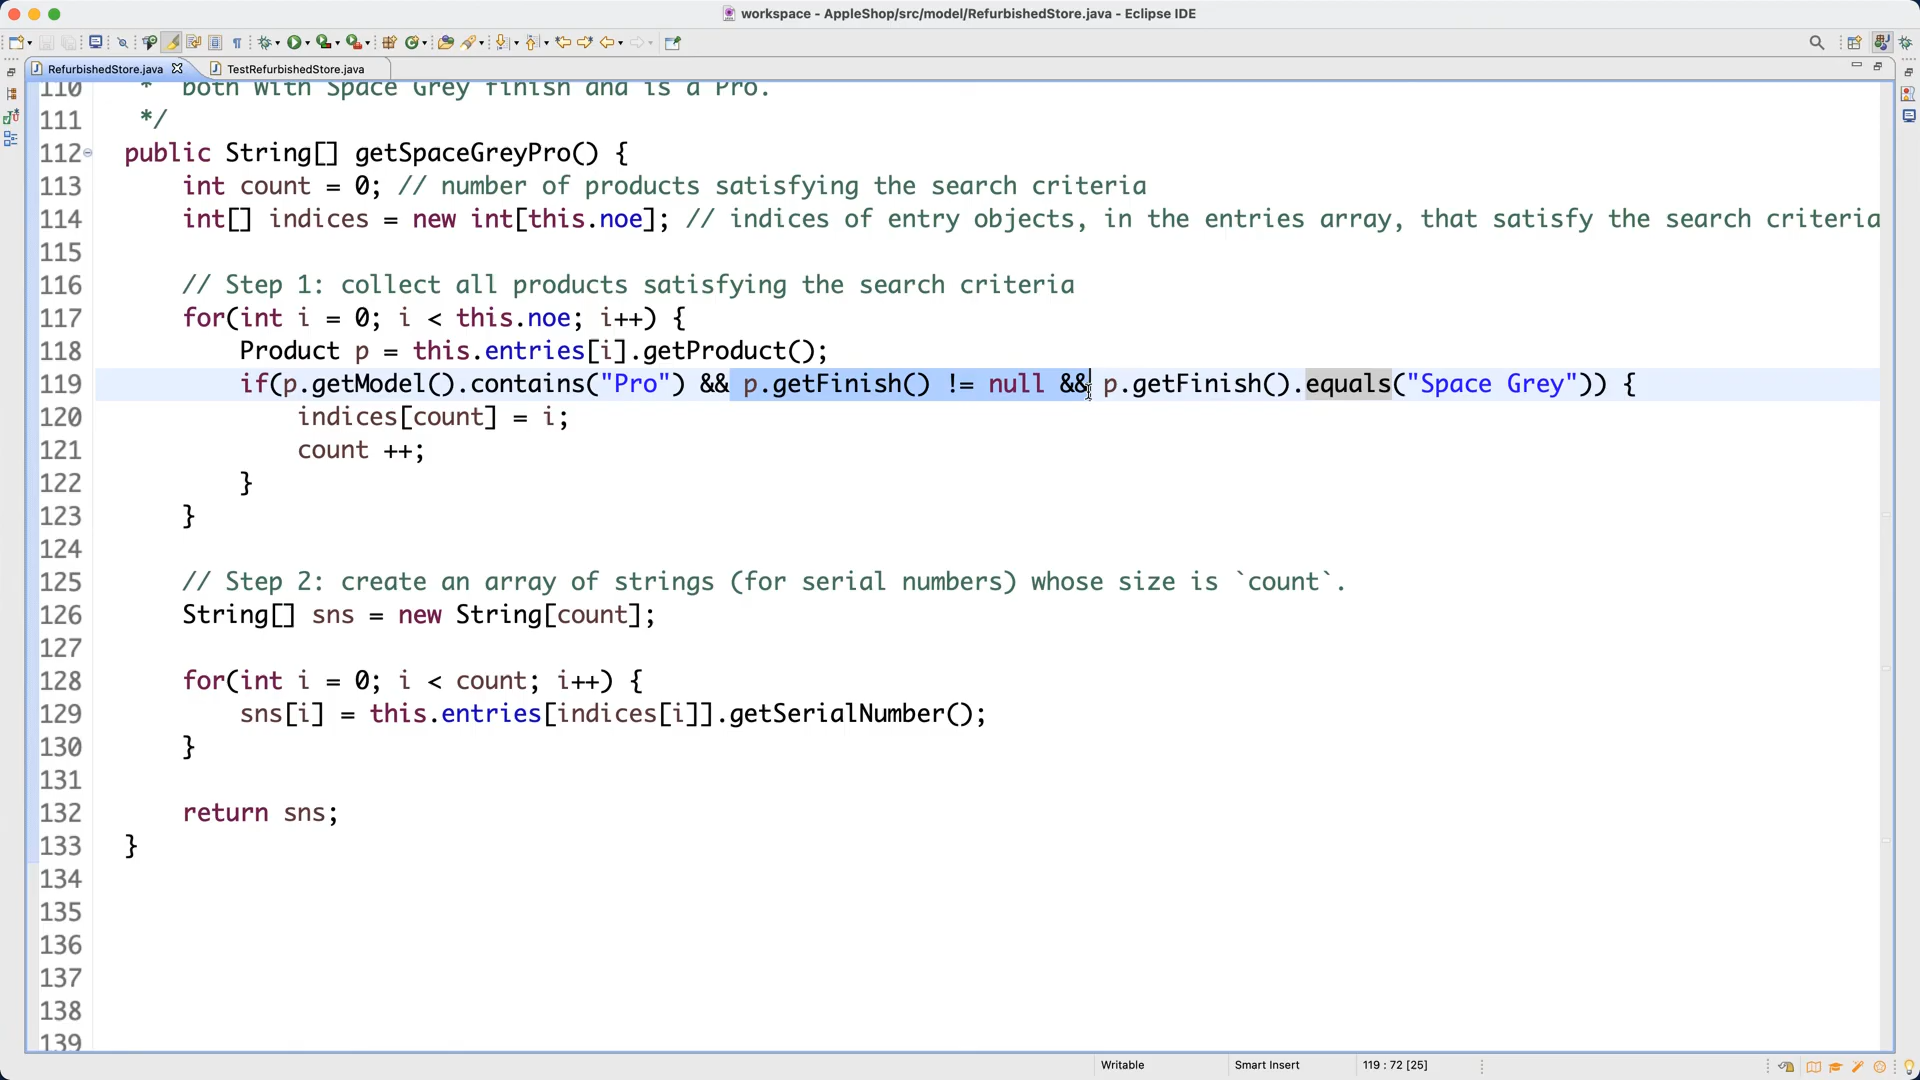 workspace - AppleShop/src/model/RefurbishedStore.java - Eclipse IDE
RefurbishedStore.java
TestRefurbishedStore.java
110 * both with Space Grey finish and is a Pro.
111 */
112 public String[] getSpaceGreyPro() {
113 int count = 0; // number of products satisfying the search criteria
114 int[] indices = new int[this.noe]; // indices of entry objects, in the entries array, that satisfy the search criteria
115
116 // Step 1: collect all products satisfying the search criteria
117 for(int i = 0; i < this.noe; i++) {
118 Product p = this.entries[i].getProduct();
119 if(p.getModel().contains("Pro") && p.getFinish() != null && p.getFinish().equals("Space Grey")) {
120 indices[count] = i;
121 count ++;
122 }
123 }
124
125 // Step 2: create an array of strings (for serial numbers) whose size is `count`.
126 String[] sns = new String[count];
127
128 for(int i = 0; i < count; i++) {
129 sns[i] = this.entries[indices[i]].getSerialNumber();
130 }
131
132 return sns;
133 }
134
135
136
137
138
139
Writable
Smart Insert
119 : 72 [25]